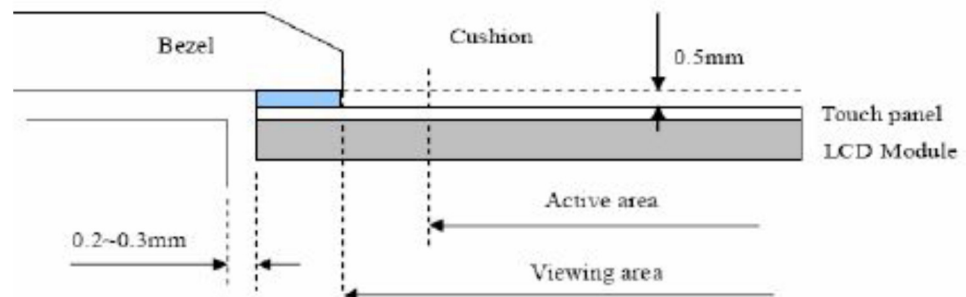 Bezel
Cushion
0.5mm
Touch panel
LCD Module
Active area
0.2~0.3mm
Viewing area